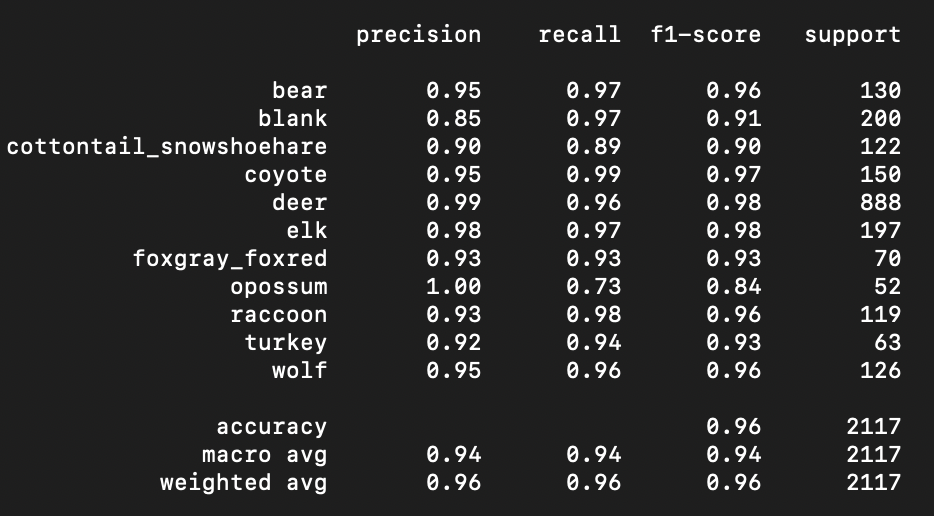 precision recall f1-score support
bear 0.95 0.97 0.96 130
blank 0.85 0.97 0.91 200
cottontail_snowshoehare 0.90 0.89 0.90 122
coyote 0.95 0.99 0.97 150
deer 0.99 0.96 0.98 888
elk 0.98 0.97 0.98 197
foxgray_foxred 0.93 0.93 0.93 70
opossum 1.00 0.73 0.84 52
raccoon 0.93 0.98 0.96 119
turkey 0.92 0.94 0.93 63
wolf 0.95 0.96 0.96 126
accuracy 0.96 2117
macro avg 0.94 0.94 0.94 2117
weighted avg 0.96 0.96 0.96 2117